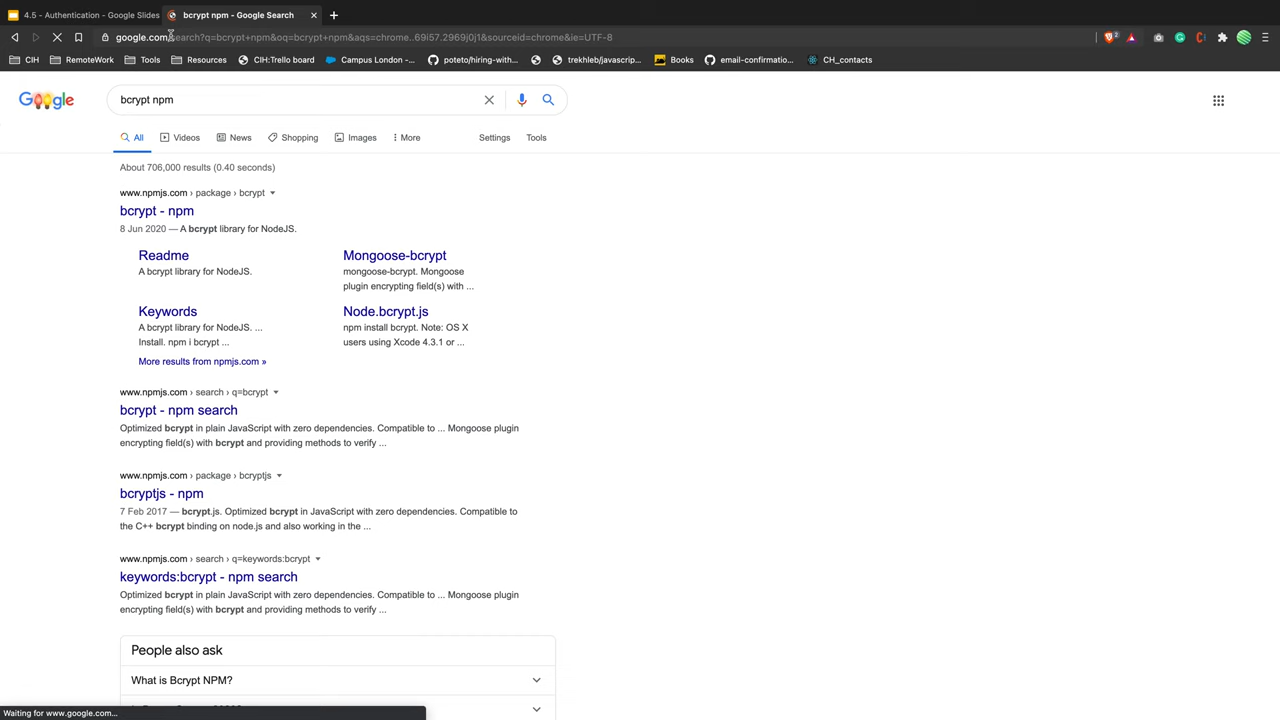 4.5 - Authentication - Google Slides
bcrypt npm - Google Search
google.com/search?q=bcrypt+npm&oq=bcrypt+npm&aqs=chrome..69i57.2969j0j1&sourceid=chrome&ie=UTF-8
2
CIH RemoteWork Tools Resources CIH:Trello board Campus London -... poteto/hiring-with... trekhleb/javascrip... Books email-confirmatio... CH_contacts
Google
bcrypt npm
All Videos News Shopping Images More Settings Tools
About 706,000 results (0.40 seconds)
www.npmjs.com › package › bcrypt
bcrypt - npm
8 Jun 2020 — A bcrypt library for NodeJS.
Readme
A bcrypt library for NodeJS.
Mongoose-bcrypt
mongoose-bcrypt. Mongoose
plugin encrypting field(s) with ...
Keywords
A bcrypt library for NodeJS. ...
Install. npm i bcrypt ...
Node.bcrypt.js
npm install bcrypt. Note: OS X
users using Xcode 4.3.1 or ...
More results from npmjs.com »
www.npmjs.com › search › q=bcrypt
bcrypt - npm search
Optimized bcrypt in plain JavaScript with zero dependencies. Compatible to ... Mongoose plugin
encrypting field(s) with bcrypt and providing methods to verify ...
www.npmjs.com › package › bcryptjs
bcryptjs - npm
7 Feb 2017 — bcrypt.js. Optimized bcrypt in JavaScript with zero dependencies. Compatible to
the C++ bcrypt binding on node.js and also working in the ...
www.npmjs.com › search › q=keywords:bcrypt
keywords:bcrypt - npm search
Optimized bcrypt in plain JavaScript with zero dependencies. Compatible to ... Mongoose plugin
encrypting field(s) with bcrypt and providing methods to verify ...
People also ask
What is Bcrypt NPM?
Waiting for www.google.com...